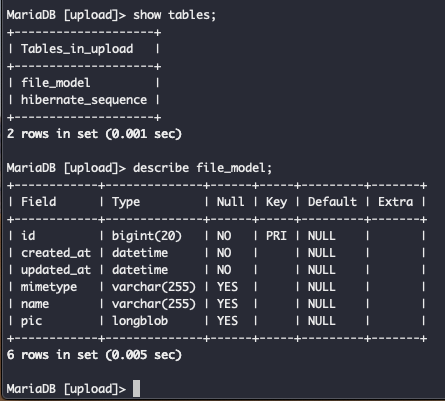 MariaDB [upload]> show tables;
+--------------------+
| Tables_in_upload   |
+--------------------+
| file_model         |
| hibernate_sequence |
+--------------------+
2 rows in set (0.001 sec)
MariaDB [upload]> describe file_model;
+------------+--------------+------+-----+---------+-------+
| Field      | Type         | Null | Key | Default | Extra |
+------------+--------------+------+-----+---------+-------+
| id         | bigint(20)   | NO   | PRI | NULL    |       |
| created_at | datetime     | NO   |     | NULL    |       |
| updated_at | datetime     | NO   |     | NULL    |       |
| mimetype   | varchar(255) | YES  |     | NULL    |       |
| name       | varchar(255) | YES  |     | NULL    |       |
| pic        | longblob     | YES  |     | NULL    |       |
+------------+--------------+------+-----+---------+-------+
6 rows in set (0.005 sec)
MariaDB [upload]>